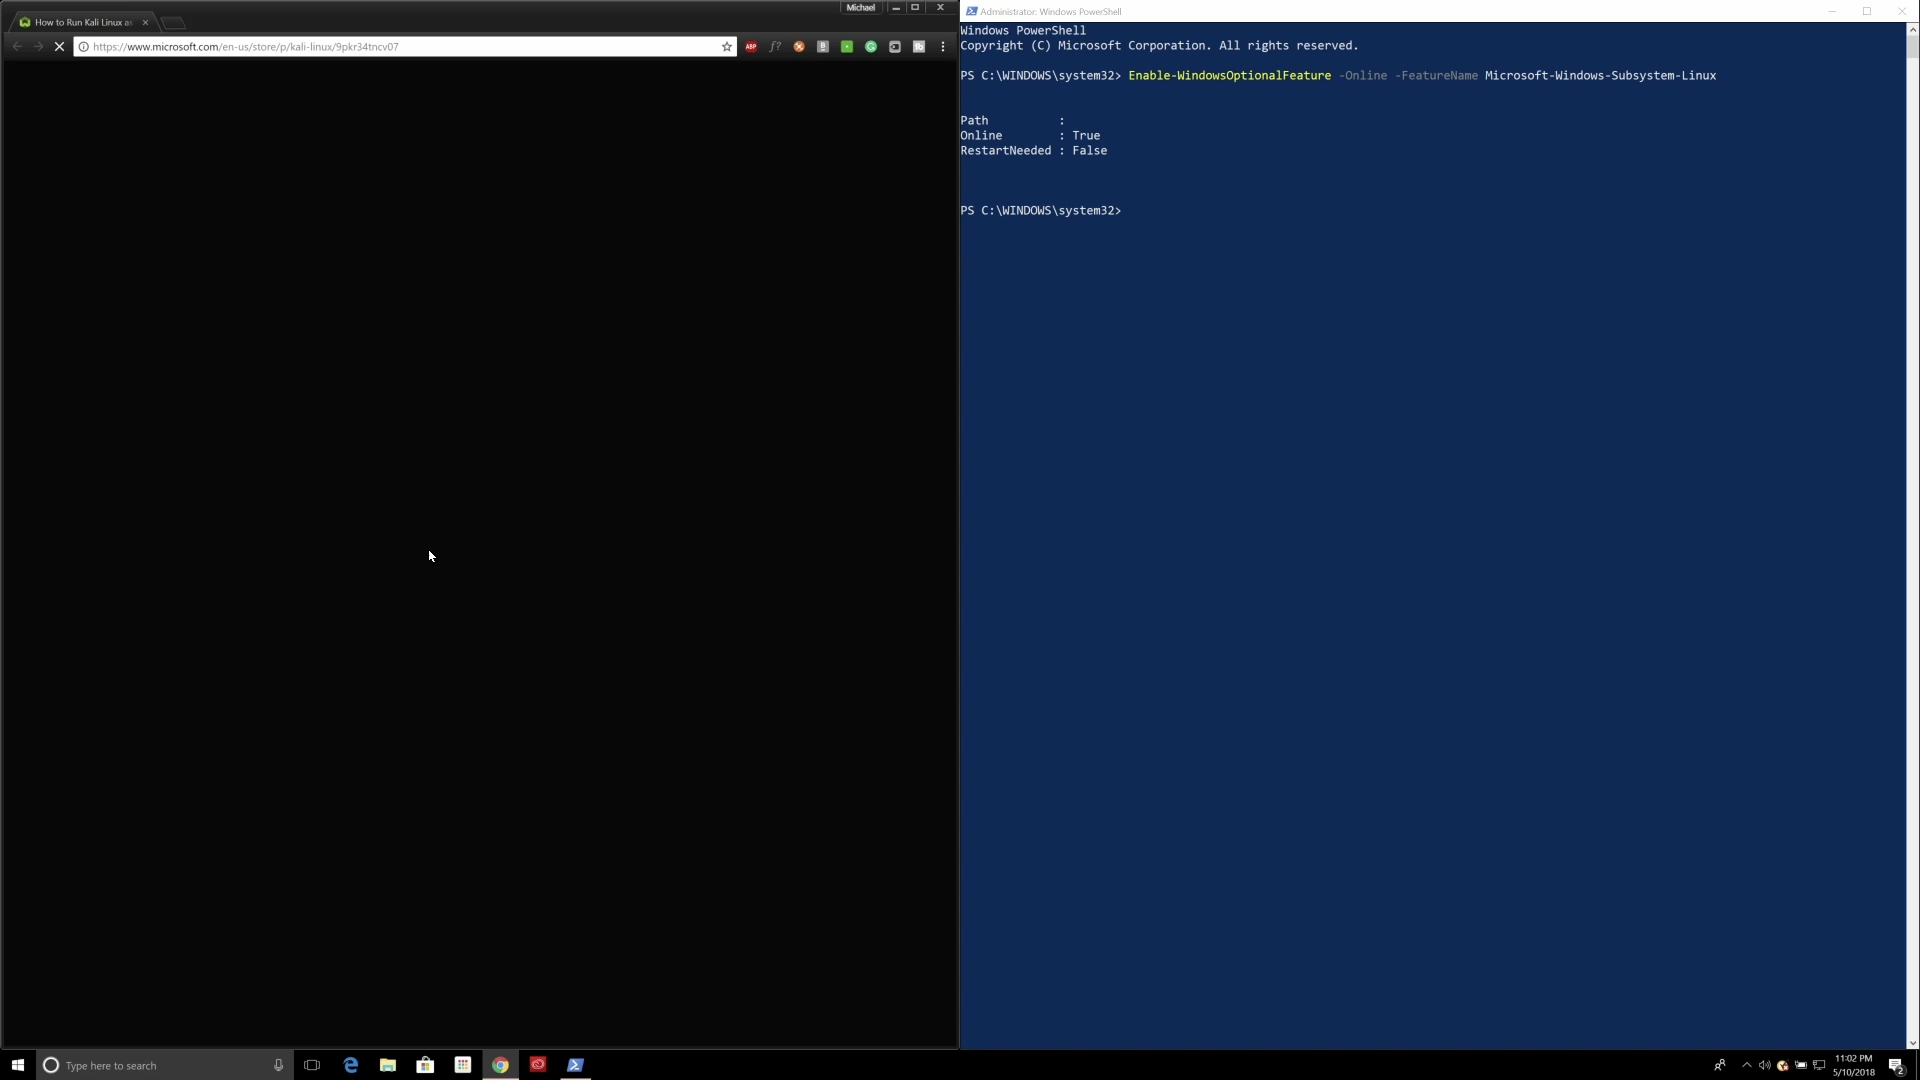 Michael
How to Run Kali Linux as
https://www.microsoft.com/en-us/store/p/kali-linux/9pkr34tncv07
ABP
f?
Administrator: Windows PowerShell
Windows PowerShell
Copyright (C) Microsoft Corporation. All rights reserved.
PS C:\WINDOWS\system32> Enable-WindowsOptionalFeature -Online -FeatureName Microsoft-Windows-Subsystem-Linux
Path          :
Online        : True
RestartNeeded : False
PS C:\WINDOWS\system32>
Type here to search
11:02 PM
5/10/2018
2